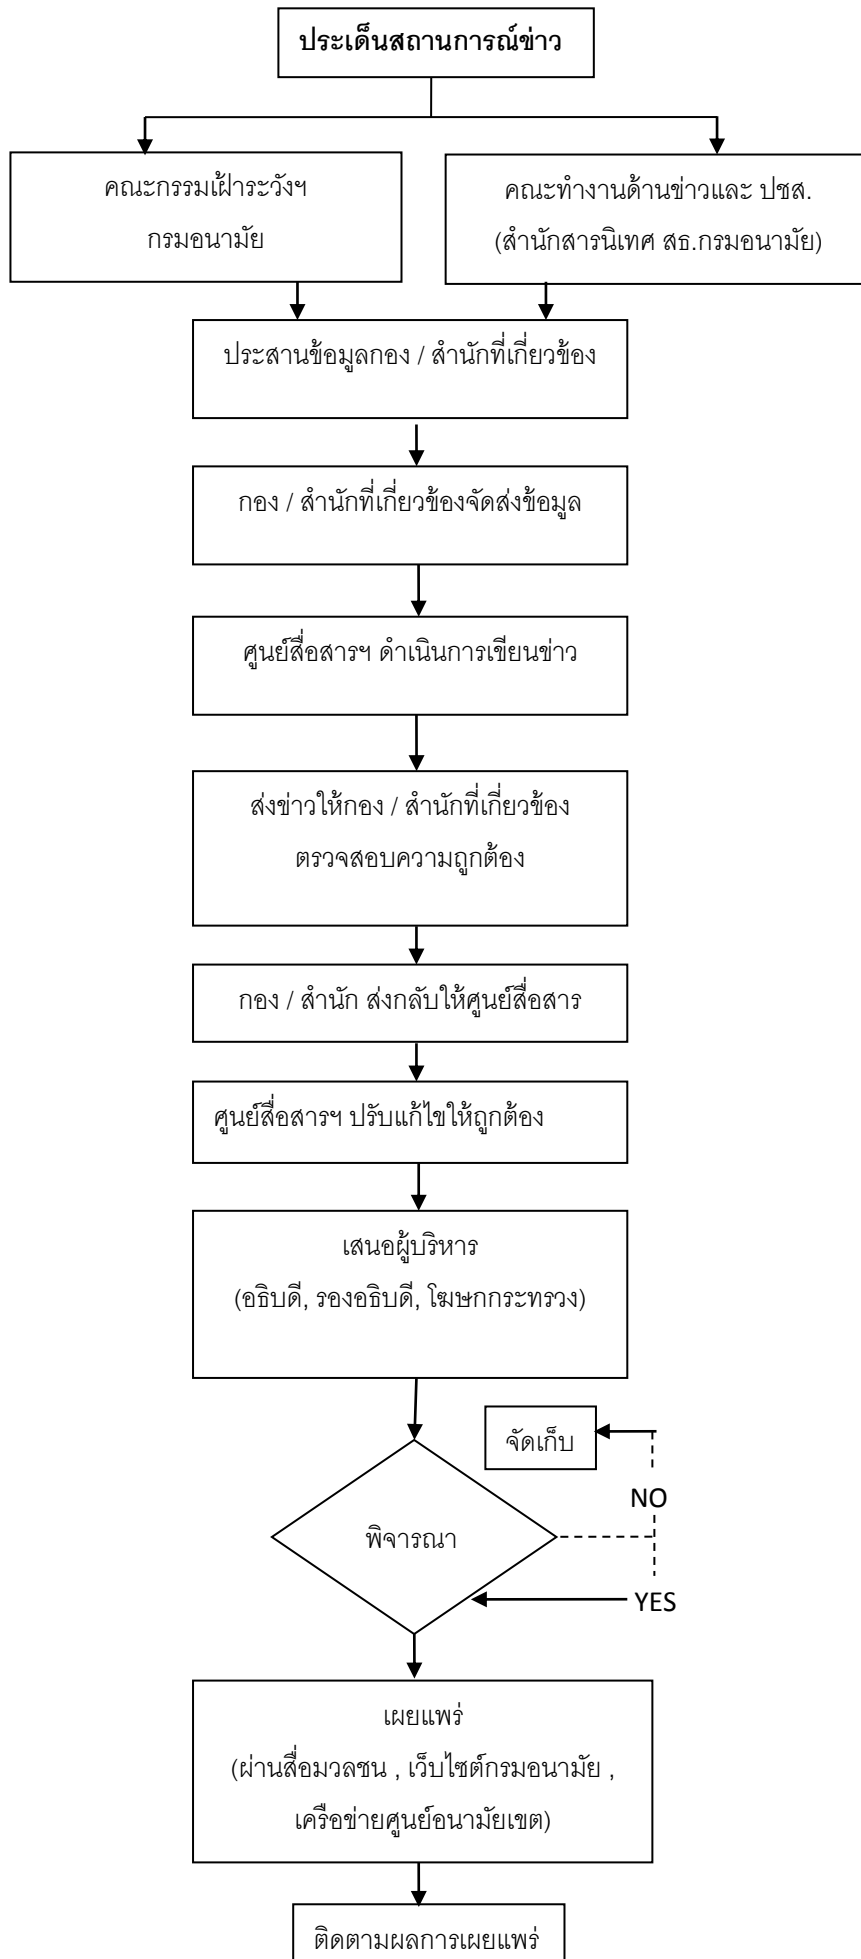 ประเด็นสถานการณ์ข่าว
คณะกรรมเฝ้าระวังฯ
กรมอนามัย
คณะทำงานด้านข่าวและ ปชส.
(สำนักสารนิเทศ สธ.กรมอนามัย)
ประสานข้อมูลกอง / สำนักที่เกี่ยวข้อง
กอง / สำนักที่เกี่ยวข้องจัดส่งข้อมูล
ศูนย์สื่อสารฯ ดำเนินการเขียนข่าว
ส่งข่าวให้กอง / สำนักที่เกี่ยวข้อง
ตรวจสอบความถูกต้อง
กอง / สำนัก ส่งกลับให้ศูนย์สื่อสาร
ศูนย์สื่อสารฯ ปรับแก้ไขให้ถูกต้อง
เสนอผู้บริหาร
(อธิบดี, รองอธิบดี, โฆษกกระทรวง)
จัดเก็บ
NO
พิจารณา
YES
เผยแพร่
(ผ่านสื่อมวลชน , เว็บไซต์กรมอนามัย ,
เครือข่ายศูนย์อนามัยเขต)
ติดตามผลการเผยแพร่